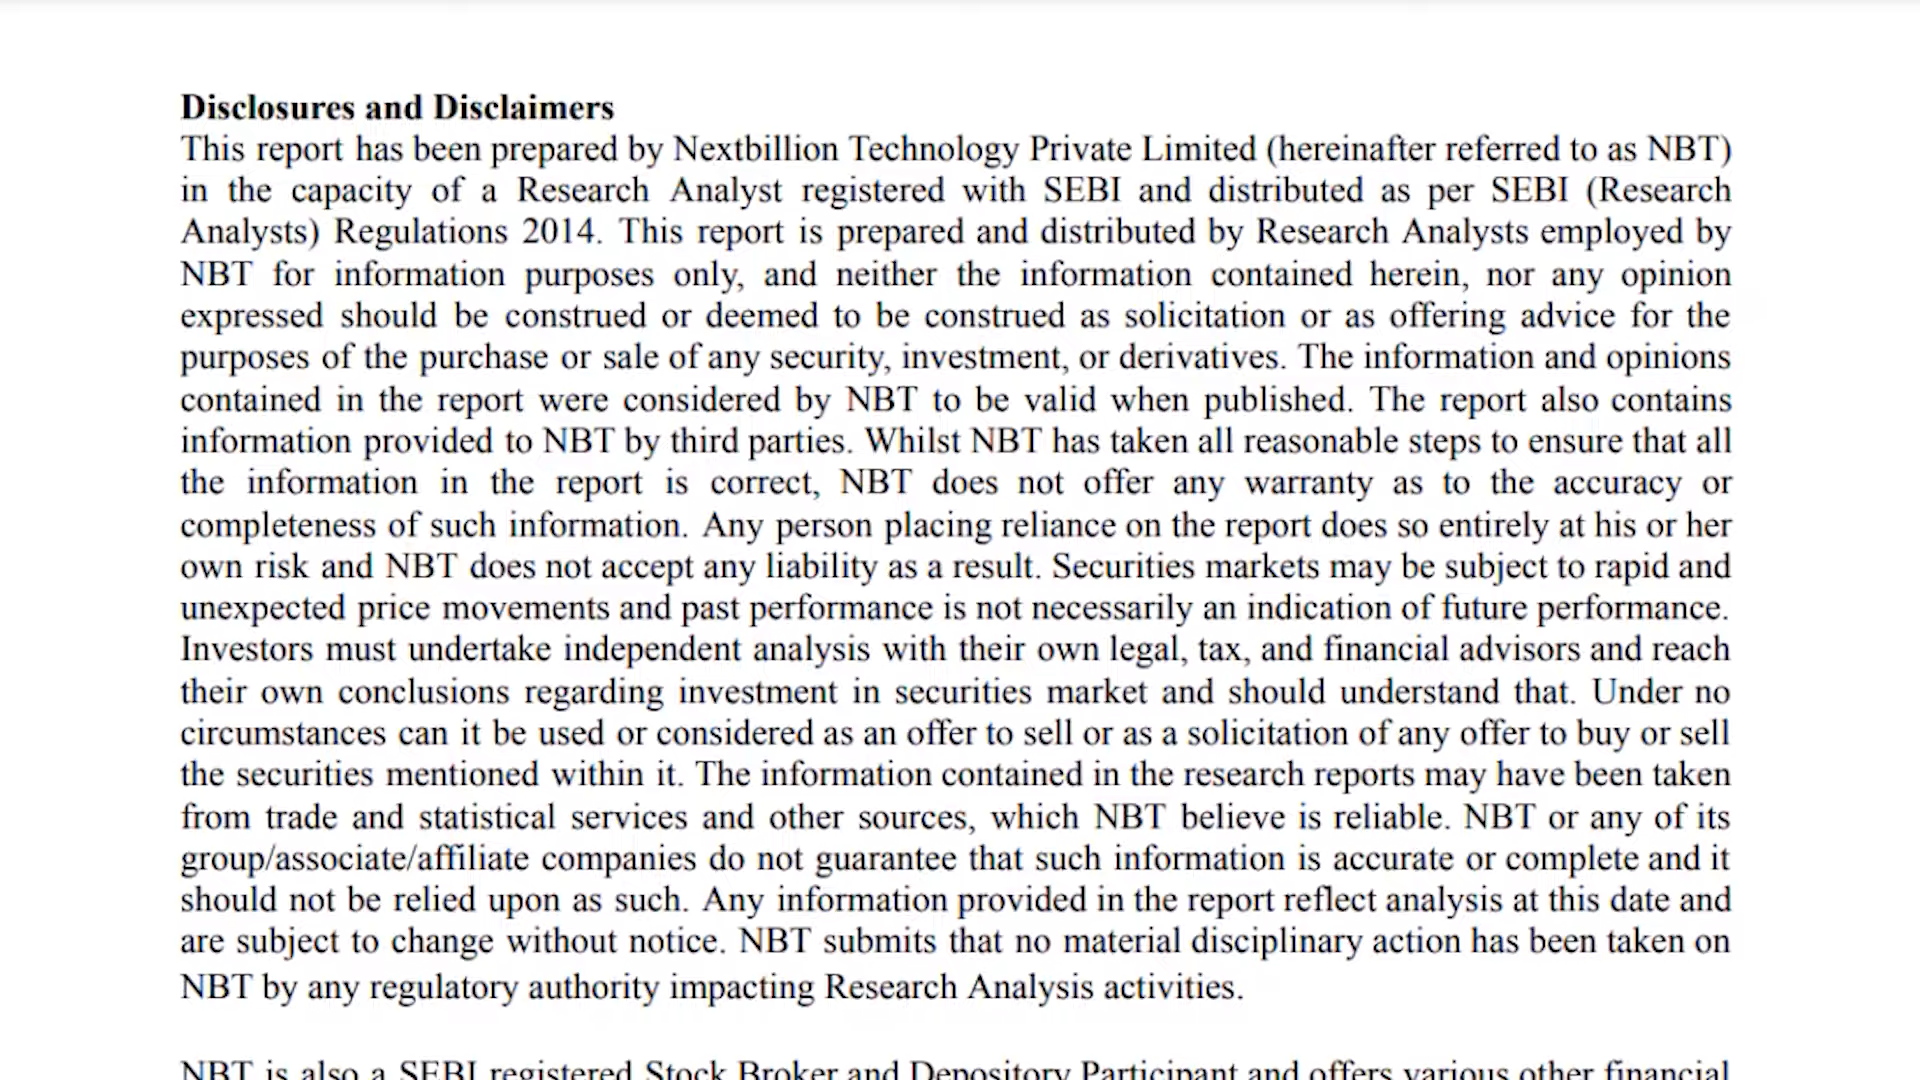 Disclosures and Disclaimers
This report has been prepared by Nextbillion Technology Private Limited (hereinafter referred to as NBT)
in the capacity of a Research Analyst registered with SEBI and distributed as per SEBI (Research
Analysts) Regulations 2014. This report is prepared and distributed by Research Analysts employed by
NBT for information purposes only, and neither the information contained herein, nor any opinion
expressed should be construed or deemed to be construed as solicitation or as offering advice for the
purposes of the purchase or sale of any security, investment, or derivatives. The information and opinions
contained in the report were considered by NBT to be valid when published. The report also contains
information provided to NBT by third parties. Whilst NBT has taken all reasonable steps to ensure that all
the information in the report is correct, NBT does not offer any warranty as to the accuracy or
completeness of such information. Any person placing reliance on the report does so entirely at his or her
own risk and NBT does not accept any liability as a result. Securities markets may be subject to rapid and
unexpected price movements and past performance is not necessarily an indication of future performance.
Investors must undertake independent analysis with their own legal, tax, and financial advisors and reach
their own conclusions regarding investment in securities market and should understand that. Under no
circumstances can it be used or considered as an offer to sell or as a solicitation of any offer to buy or sell
the securities mentioned within it. The information contained in the research reports may have been taken
from trade and statistical services and other sources, which NBT believe is reliable. NBT or any of its
group/associate/affiliate companies do not guarantee that such information is accurate or complete and it
should not be relied upon as such. Any information provided in the report reflect analysis at this date and
are subject to change without notice. NBT submits that no material disciplinary action has been taken on
NBT by any regulatory authority impacting Research Analysis activities.
NBT is also a SEBI registered Stock Broker and Depository Participant and offers various other financial